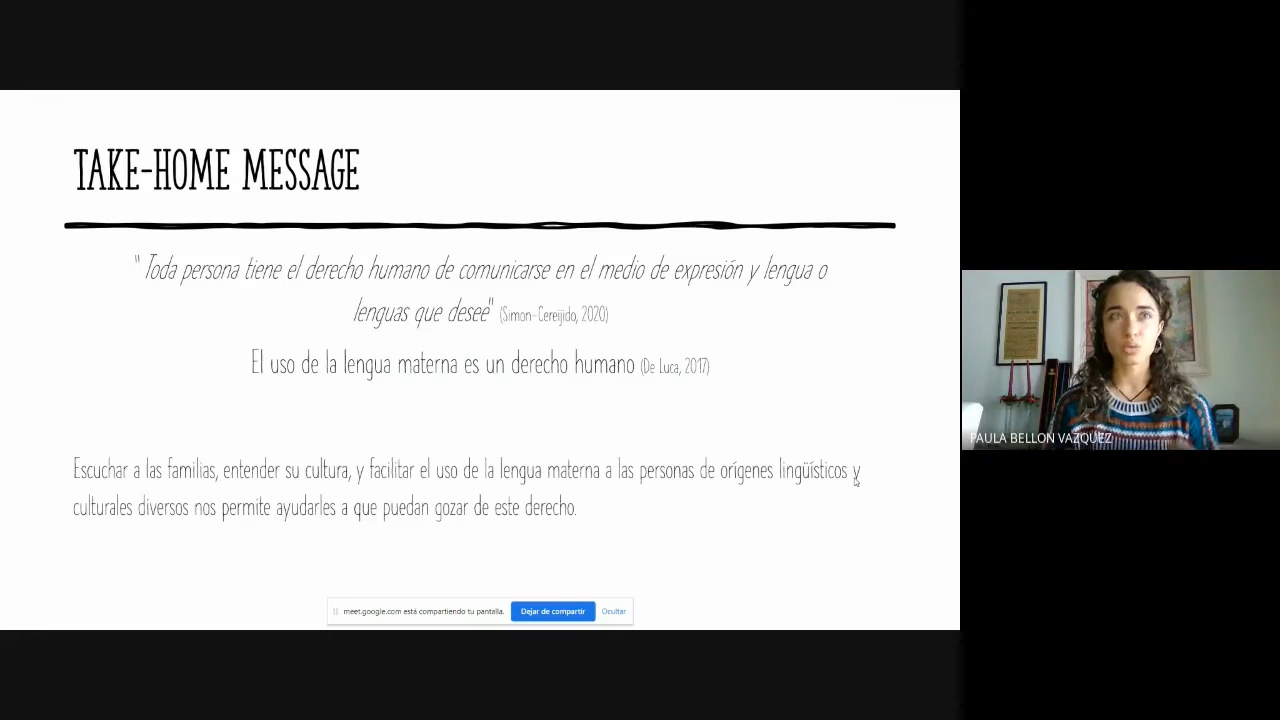 TAKE-HOME MESSAGE
"Toda persona tiene el derecho humano de comunicarse en el medio de expresión y lengua o
lenguas que desee" (Simon-Cereijido, 2020)
El uso de la lengua materna es un derecho humano (De Luca, 2017)
Escuchar a las familias, entender su cultura, y facilitar el uso de la lengua materna a las personas de orígenes lingüísticos y
culturales diversos nos permite ayudarles a que puedan gozar de este derecho.
meet.google.com está compartiendo tu pantalla. Dejar de compartir Ocultar
PAULA BELLON VAZQUEZ